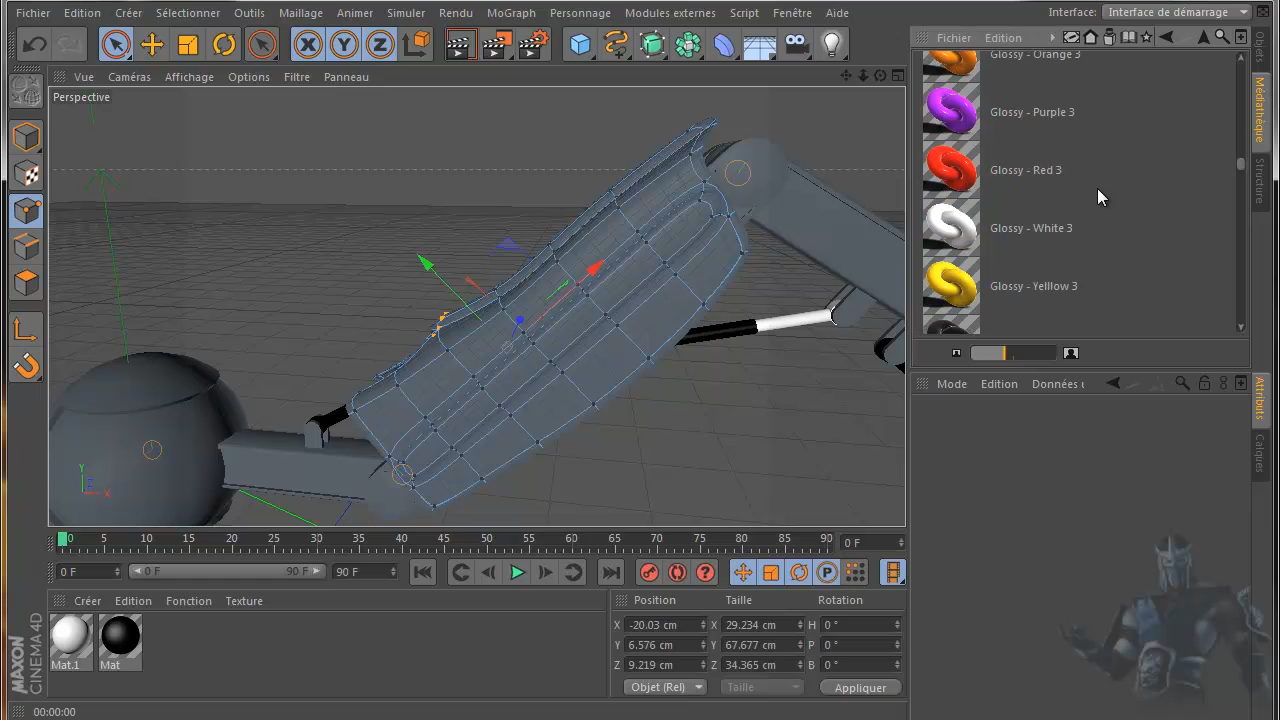 Fichier Edition Créer Sélectionner Outils Maillage Animer Simuler Rendu MoGraph Personnage Modules externes Script Fenêtre Aide Interface: Interface de démarrage
X Y Z Fichier Edition
Vue Caméras Affichage Options Filtre Panneau
Perspective
Glossy - Orange 3
Glossy - Purple 3
Glossy - Red 3
Glossy - White 3
Glossy - Yelllow 3
Objets
Médiathèque
Structure
Mode Edition Données u
Attributs
Calques
Y
Z
X
0 5 10 15 20 25 30 35 40 45 50 55 60 65 70 75 80 85 90 0 F
0 F 0 F 90 F 90 F
? P
Créer Edition Fonction Texture
Mat.1 Mat
Position Taille Rotation
X -20.03 cm X 29.234 cm H 0 °
Y 6.576 cm Y 67.677 cm P 0 °
Z 9.219 cm Z 34.365 cm B 0 °
Objet (Rel) Taille Appliquer
MAXON
CINEMA 4D
00:00:00